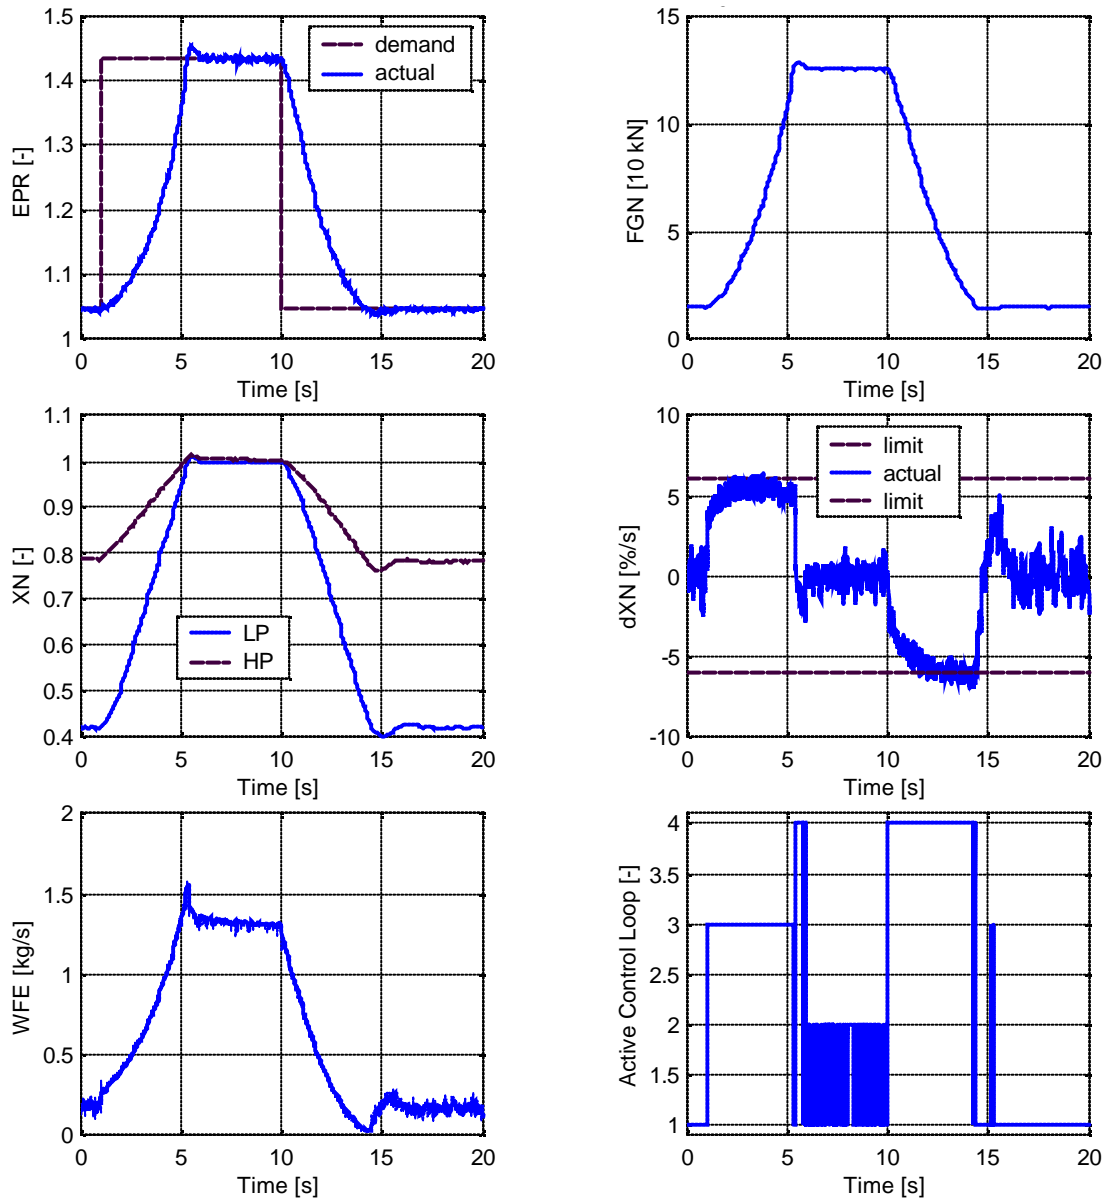 1.5
1.4
1.3
1.2
1.1
1
EPR [-]
demand
actual
0 5 10 15 20
Time [s]
15
10
5
0
FGN [10 kN]
0 5 10 15 20
Time [s]
1.1
1
0.9
0.8
0.7
0.6
0.5
0.4
XN [-]
LP
HP
0 5 10 15 20
Time [s]
10
5
0
-5
-10
dXN [%/s]
limit
actual
limit
0 5 10 15 20
Time [s]
2
1.5
1
0.5
0
WFE [kg/s]
0 5 10 15 20
Time [s]
4
3.5
3
2.5
2
1.5
1
Active Control Loop [-]
0 5 10 15 20
Time [s]